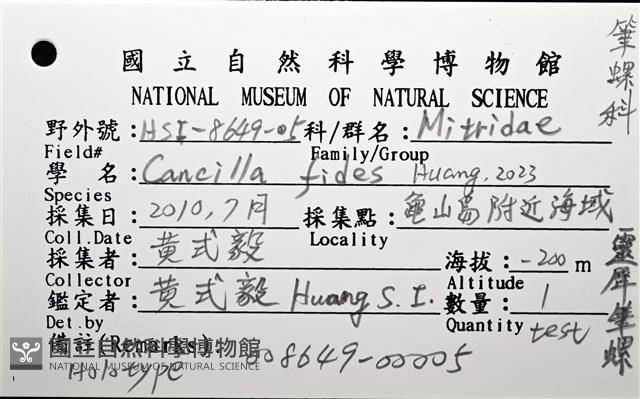 國立自然科學博物館
NATIONAL MUSEUM OF NATURAL SCIENCE
野外號：HSI-8649-05 科/群名：Mitridae
Field# Family/Group
學 名：Cancilla fides Huang, 2023
Species
採集日：2010, 7月 採集點：龜山島附近海域
Coll.Date Locality
採集者：黃式毅 海拔：-200 m
Collector Altitude
鑑定者：黃式毅 Huang S. I. 數量：1
Det.by Quantity test
備註(Remarks)
Holotype 008649-00005
筆螺科
靈犀筆螺
國立自然科學博物館
NATIONAL MUSEUM OF NATURAL SCIENCE